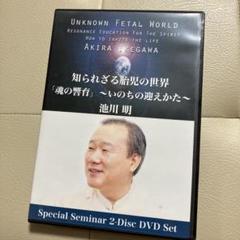 Unknown Fetal World
Resonance Education For The Spirit
How to invite the life
Akira Ikegawa
知られざる胎児の世界
「魂の響育」〜いのちの迎えかた〜
池川 明
Special Seminar 2-Disc DVD Set